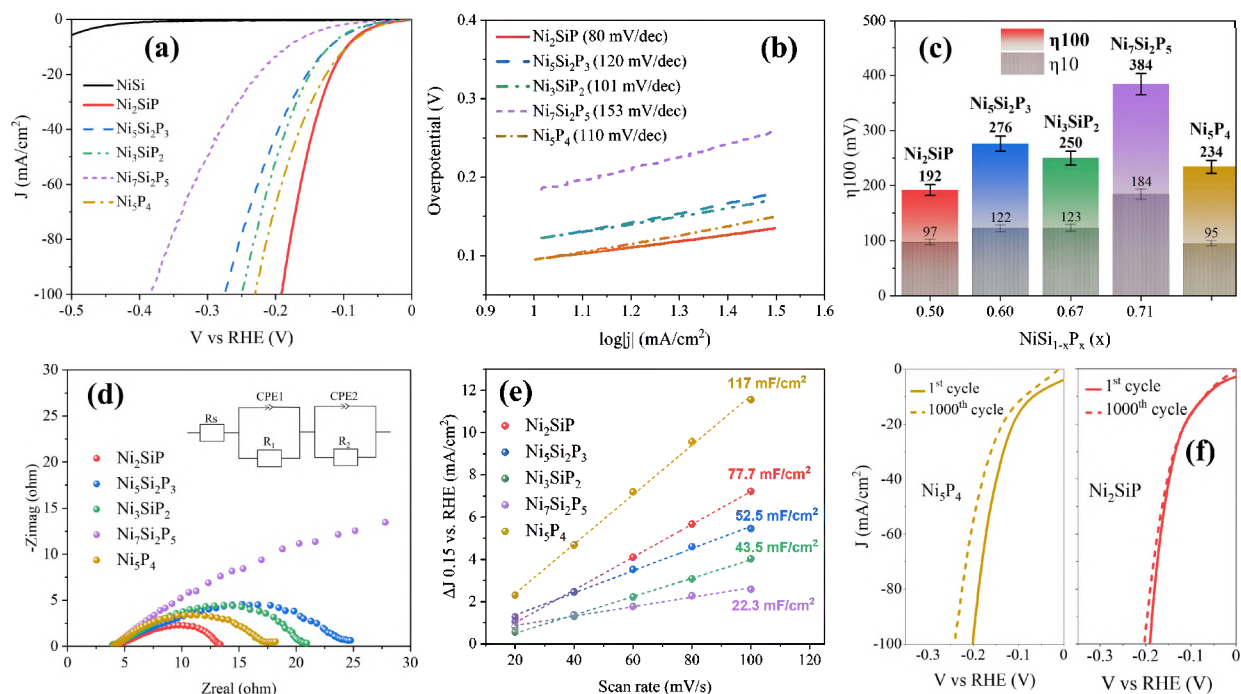 (a)
NiSi
Ni₂SiP
Ni₅Si₂P₃
Ni₃SiP₂
Ni₇Si₂P₅
Ni₅P₄
J (mA/cm²)
0
-20
-40
-60
-80
-100
-0.5 -0.4 -0.3 -0.2 -0.1 0
V vs RHE (V)
(b)
Ni₂SiP (80 mV/dec)
Ni₅Si₂P₃ (120 mV/dec)
Ni₃SiP₂ (101 mV/dec)
Ni₇Si₂P₅ (153 mV/dec)
Ni₅P₄ (110 mV/dec)
Overpotential (V)
0.4
0.3
0.2
0.1
0.9 1 1.1 1.2 1.3 1.4 1.5 1.6
log|j| (mA/cm²)
(c)
η100
η10
η100 (mV)
500
400
300
200
100
0
Ni₂SiP
192
97
Ni₅Si₂P₃
276
122
Ni₃SiP₂
250
123
Ni₇Si₂P₅
384
184
Ni₅P₄
234
95
0.50 0.60 0.67 0.71
NiSi₁₋ₓPₓ (x)
(d)
Rs
CPE1
R₁
CPE2
R₂
Ni₂SiP
Ni₅Si₂P₃
Ni₃SiP₂
Ni₇Si₂P₅
Ni₅P₄
-Zimag (ohm)
30
25
20
15
10
5
0
0 5 10 15 20 25 30
Zreal (ohm)
(e)
Ni₂SiP
Ni₅Si₂P₃
Ni₃SiP₂
Ni₇Si₂P₅
Ni₅P₄
117 mF/cm²
77.7 mF/cm²
52.5 mF/cm²
43.5 mF/cm²
22.3 mF/cm²
ΔJ 0.15 vs. RHE (mA/cm²)
12
10
8
6
4
2
0
20 40 60 80 100 120
Scan rate (mV/s)
1ˢᵗ cycle
1000ᵗʰ cycle
Ni₅P₄
J (mA/cm²)
0
-20
-40
-60
-80
-100
-0.3 -0.2 -0.1 0
V vs RHE (V)
1ˢᵗ cycle
1000ᵗʰ cycle
(f)
Ni₂SiP
-0.3 -0.2 -0.1 0
V vs RHE (V)